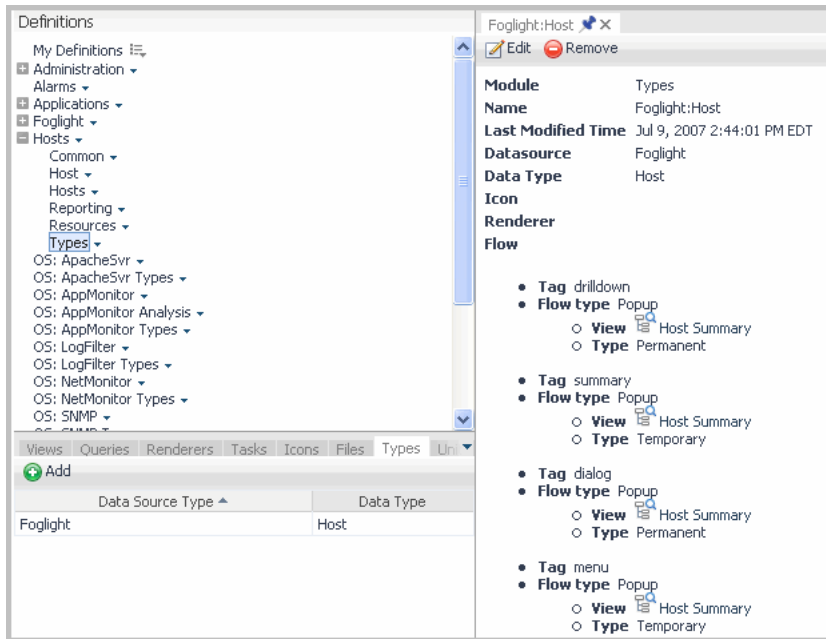 Definitions
My Definitions
Administration
Alarms
Applications
Foglight
Hosts
Common
Host
Hosts
Reporting
Resources
Types
OS: ApacheSvr
OS: ApacheSvr Types
OS: AppMonitor
OS: AppMonitor Analysis
OS: AppMonitor Types
OS: LogFilter
OS: LogFilter Types
OS: NetMonitor
OS: NetMonitor Types
OS: SNMP
Views Queries Renderers Tasks Icons Files Types
Add
Data Source Type Data Type
Foglight Host
Foglight:Host
Edit Remove
Module Types
Name Foglight:Host
Last Modified Time Jul 9, 2007 2:44:01 PM EDT
Datasource Foglight
Data Type Host
Icon
Renderer
Flow
Tag drilldown
Flow type Popup
View Host Summary
Type Permanent
Tag summary
Flow type Popup
View Host Summary
Type Temporary
Tag dialog
Flow type Popup
View Host Summary
Type Permanent
Tag menu
Flow type Popup
View Host Summary
Type Temporary